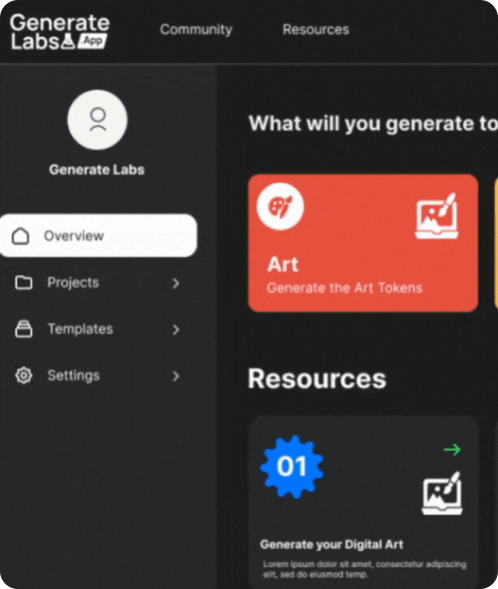 Generate
Labs App
Community
Resources
Generate Labs
Overview
Projects
Templates
Settings
What will you generate to
Art
Generate the Art Tokens
Resources
01
Generate your Digital Art
Lorem ipsum dolor sit amet, consectetur adipiscing
elit, sed do eiusmod temp.